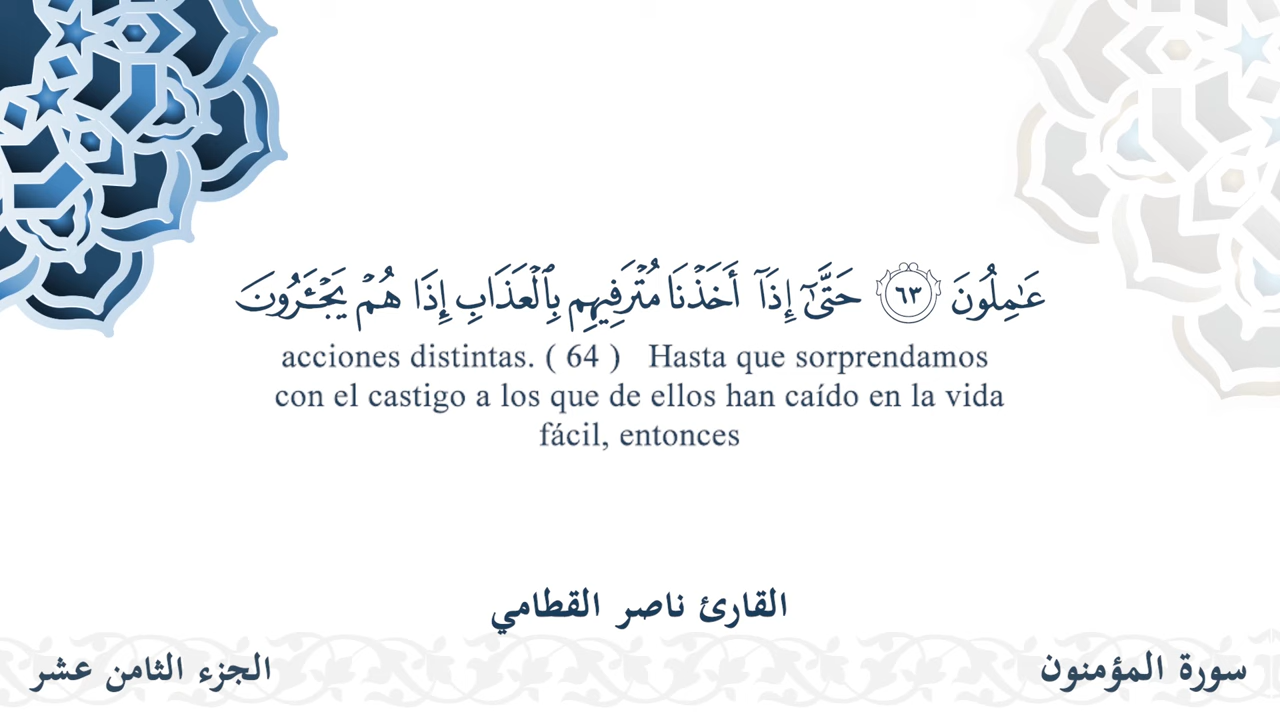 عَٰمِلُونَ ٦٣ حَتَّىٰٓ إِذَآ أَخَذۡنَا مُتۡرَفِيهِم بِٱلۡعَذَابِ إِذَا هُمۡ يَجۡـَٔرُونَ
acciones distintas. ( 64 ) Hasta que sorprendamos
con el castigo a los que de ellos han caído en la vida
fácil, entonces
القارئ ناصر القطامي
سورة المؤمنون
الجزء الثامن عشر